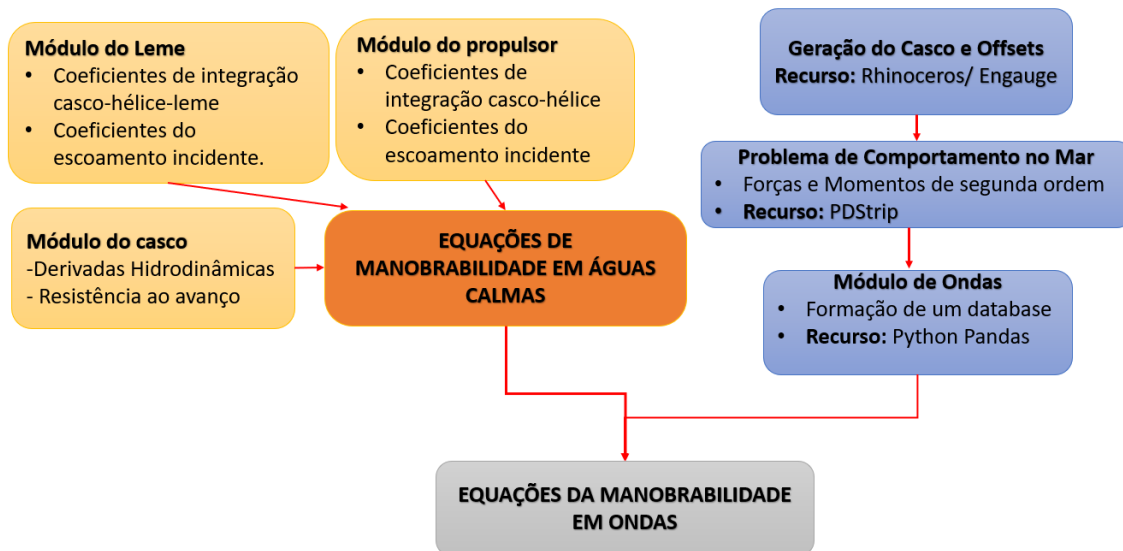 Módulo do Leme
• Coeficientes de integração
casco-hélice-leme
• Coeficientes do
escoamento incidente.
Módulo do propulsor
• Coeficientes de
integração casco-hélice
• Coeficientes do
escoamento incidente
Geração do Casco e Offsets
Recurso: Rhinoceros/ Engauge
Problema de Comportamento no Mar
• Forças e Momentos de segunda ordem
• Recurso: PDStrip
Módulo do casco
-Derivadas Hidrodinâmicas
- Resistência ao avanço
EQUAÇÕES DE
MANOBRABILIDADE EM ÁGUAS
CALMAS
Módulo de Ondas
• Formação de um database
• Recurso: Python Pandas
EQUAÇÕES DA MANOBRABILIDADE
EM ONDAS